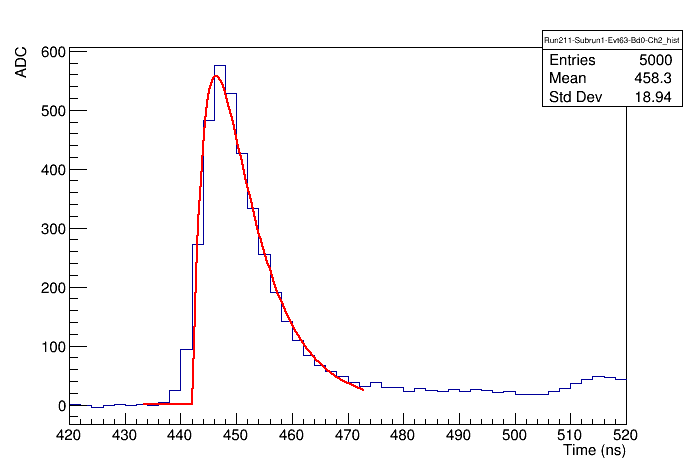 Run211-Subrun1-Evt63-Bd0-Ch2_hist
Entries 5000
Mean 458.3
Std Dev 18.94
ADC
600
500
400
300
200
100
0
420 430 440 450 460 470 480 490 500 510 520
Time (ns)